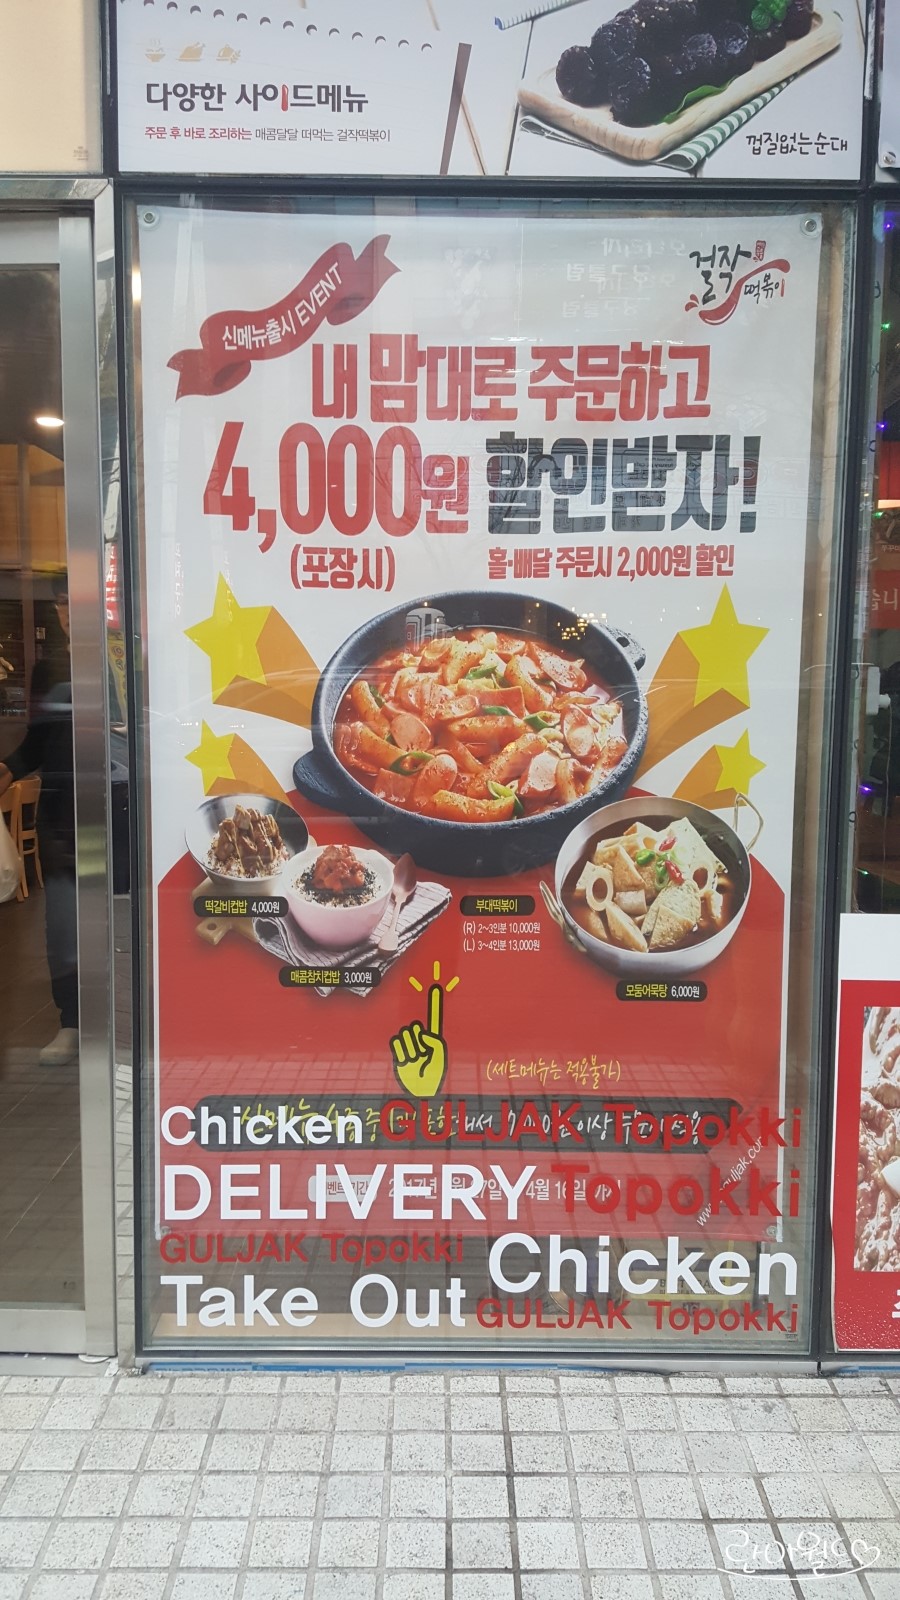 다양한 사이드메뉴
주문 후 바로 조리하는 매콤달달 떠먹는 걸작떡볶이
껍질없는순대
걸작
떡볶이
신메뉴출시 EVENT
내 맘대로 주문하고
4,000원 할인받자!
(포장시)
홀·배달 주문시 2,000원 할인
떡갈비컵밥 4,000원
매콤참치컵밥 3,000원
부대떡볶이
(R) 2~3인분 10,000원
(L) 3~4인분 13,000원
모둠어묵탕 6,000원
(세트메뉴는 적용불가)
Chicken GULJAK Topokki
DELIVERY Topokki
GULJAK Topokki
Chicken
Take Out GULJAK Topokki